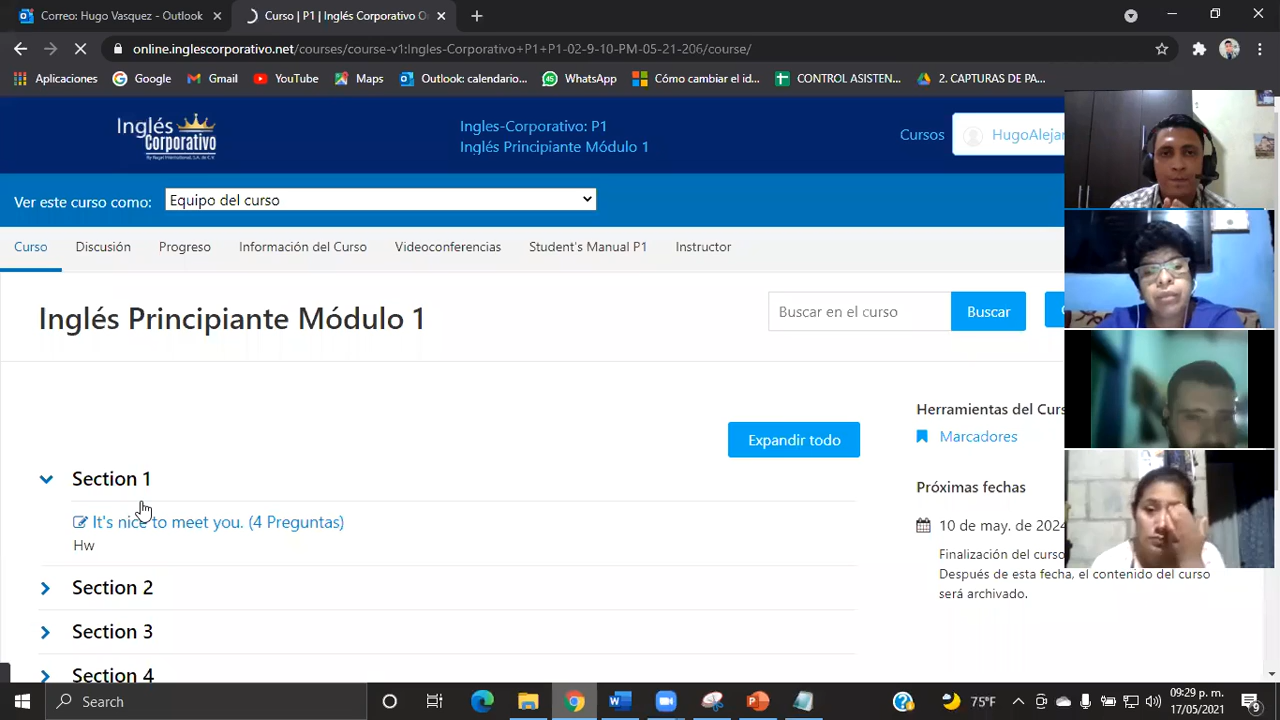 Correo: Hugo Vasquez - Outlook
Curso | P1 | Inglés Corporativo O
online.inglescorporativo.net/courses/course-v1:Ingles-Corporativo+P1+P1-02-9-10-PM-05-21-206/course/
Aplicaciones Google Gmail YouTube Maps Outlook: calendario... WhatsApp Cómo cambiar el id... CONTROL ASISTEN... 2. CAPTURAS DE PA...
Inglés
Corporativo
Ingles-Corporativo: P1
Inglés Principiante Módulo 1
Cursos
HugoAlejar
Ver este curso como:
Equipo del curso
Curso Discusión Progreso Información del Curso Videoconferencias Student's Manual P1 Instructor
Inglés Principiante Módulo 1
Buscar en el curso
Buscar
Expandir todo
Section 1
It's nice to meet you. (4 Preguntas)
Hw
Section 2
Section 3
Section 4
Herramientas del Curs
Marcadores
Próximas fechas
10 de may. de 2024
Finalización del curso
Después de esta fecha, el contenido del curso
será archivado.
Search
75°F
09:29 p. m.
17/05/2021